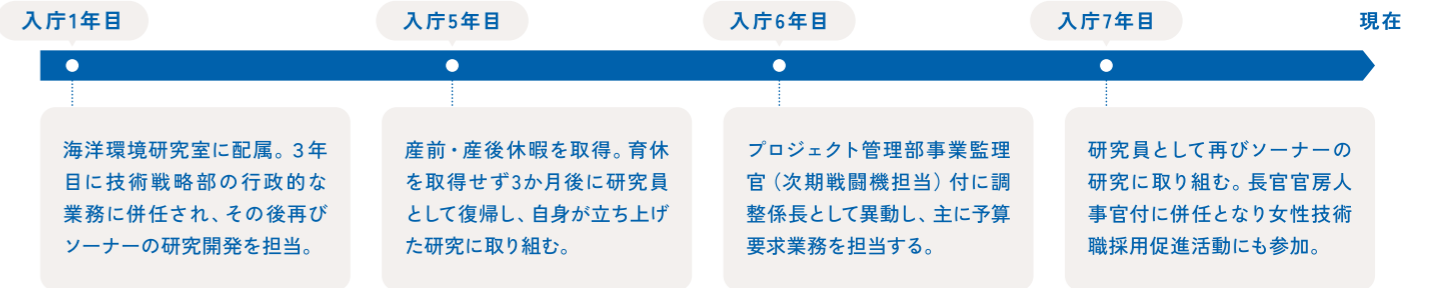 入庁1年目
入庁5年目
入庁6年目
入庁7年目
現在
海洋環境研究室に配属。3年
目に技術戦略部の行政的な
業務に併任され、その後再び
ソーナーの研究開発を担当。
産前・産後休暇を取得。育休
を取得せず3か月後に研究員
として復帰し、自身が立ち上げ
た研究に取り組む。
プロジェクト管理部事業監理
官（次期戦闘機担当）付に調
整係長として異動し、主に予算
要求業務を担当する。
研究員として再びソーナーの
研究に取り組む。長官官房人
事官付に併任となり女性技術
職採用促進活動にも参加。